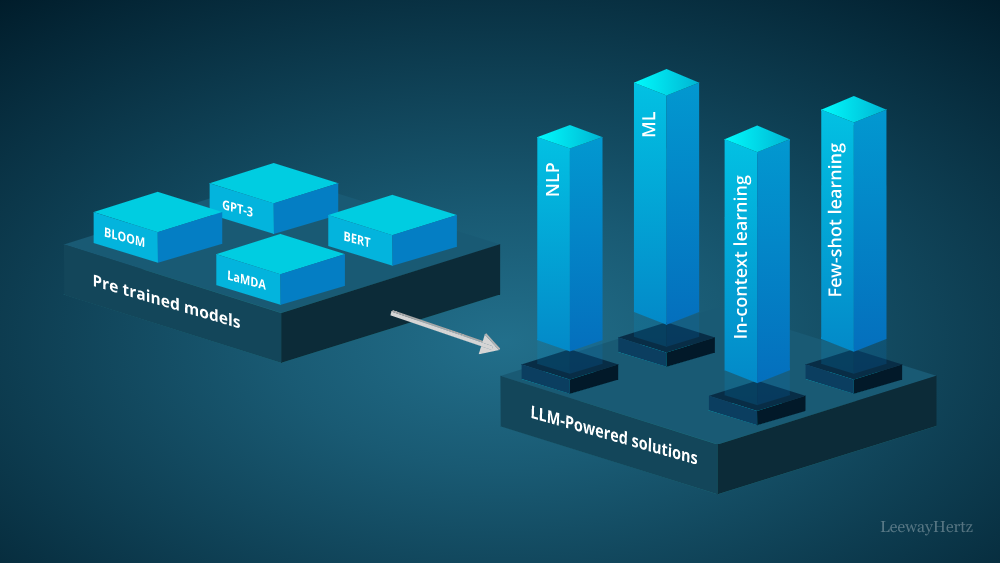 GPT-3
BLOOM
BERT
LaMDA
Pre trained models
NLP
ML
In-context learning
Few-shot learning
LLM-Powered solutions
LeewayHertz